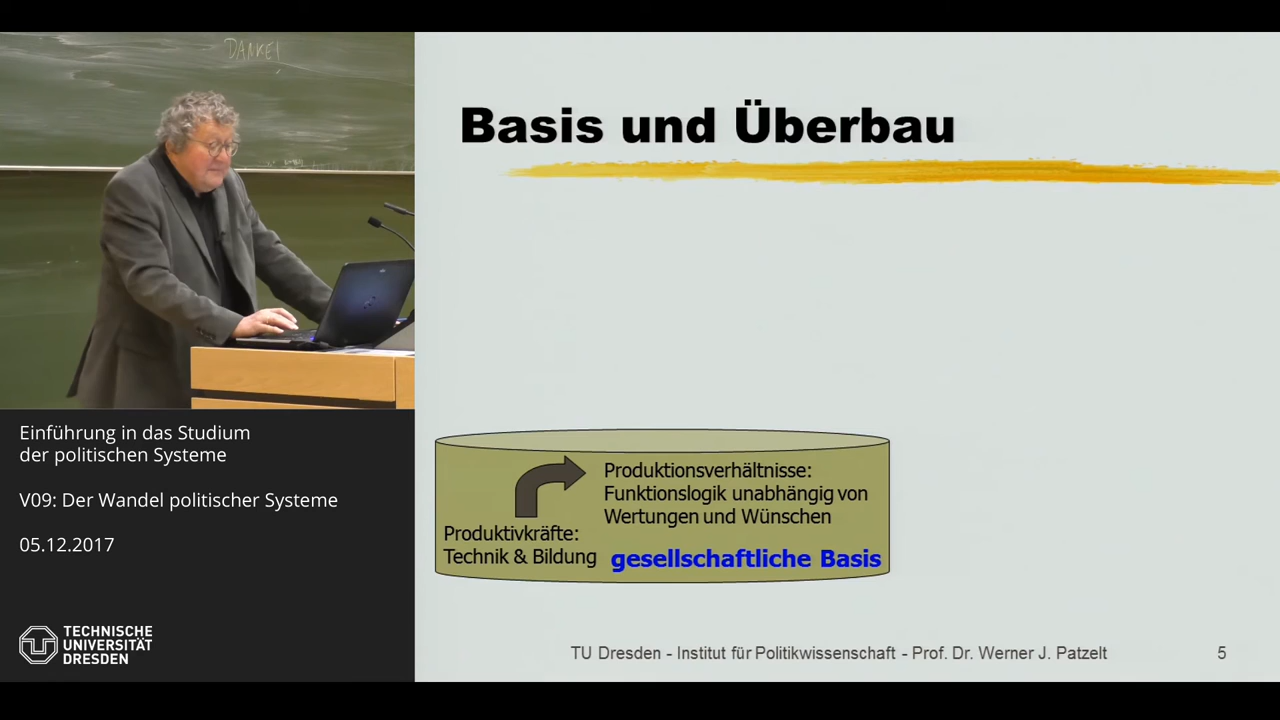 DANKE!
Basis und Überbau
Einführung in das Studium
der politischen Systeme
V09: Der Wandel politischer Systeme
05.12.2017
TECHNISCHE
UNIVERSITÄT
DRESDEN
Produktionsverhältnisse:
Funktionslogik unabhängig von
Wertungen und Wünschen
Produktivkräfte:
Technik & Bildung
gesellschaftliche Basis
TU Dresden - Institut für Politikwissenschaft - Prof. Dr. Werner J. Patzelt
5